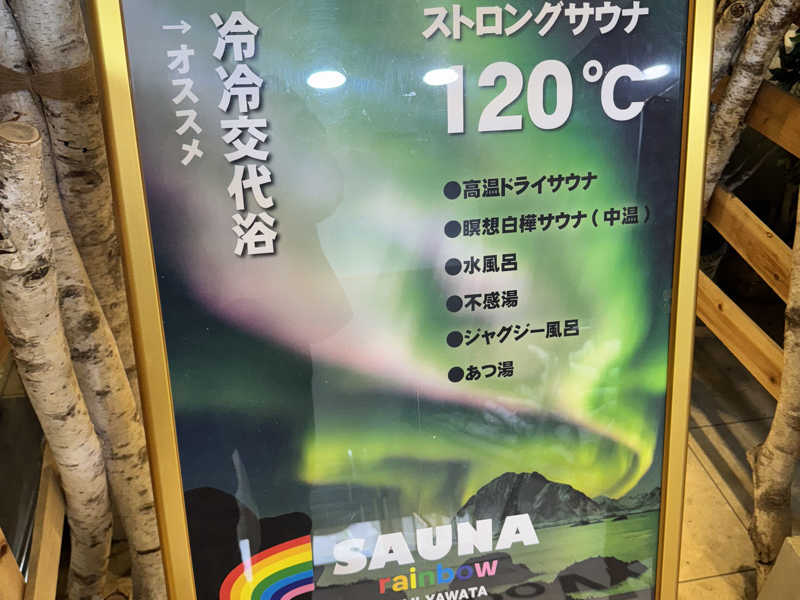 ストロングサウナ
120℃
冷冷交代浴
→オススメ
●高温ドライサウナ
●瞑想白樺サウナ(中温)
●水風呂
●不感湯
●ジャグジー風呂
●あつ湯
SAUNA
rainbow
YAWATA